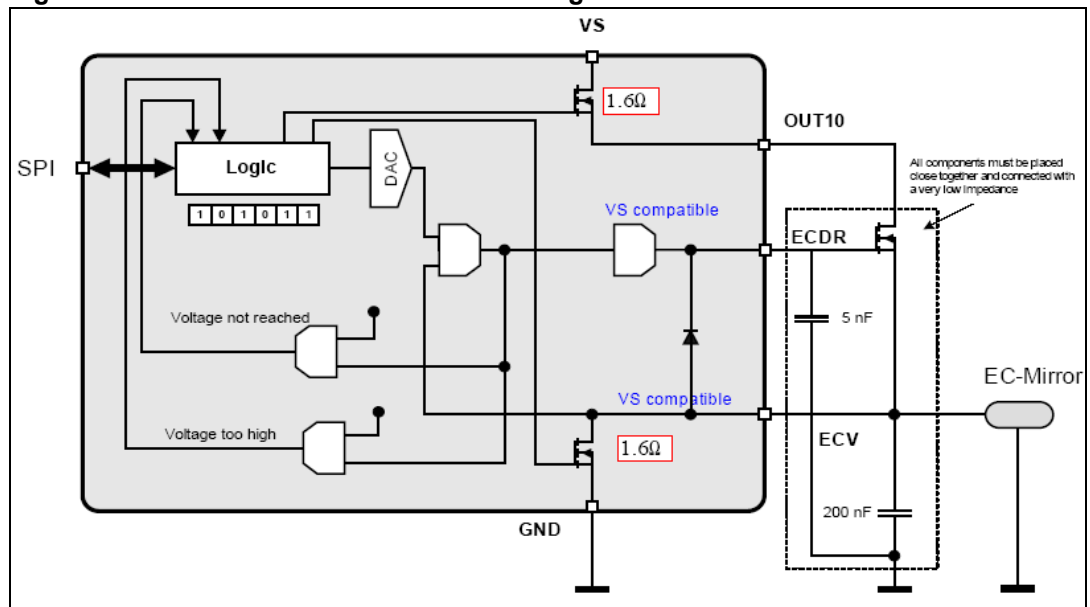 VS
1.6Ω
OUT10
All components must be placed
close together and connected with
a very low impedance
SPI
Logic
DAC
1 0 1 0 1 1
VS compatible
ECDR
Voltage not reached
5 nF
EC-Mirror
VS compatible
Voltage too high
1.6Ω
ECV
200 nF
GND